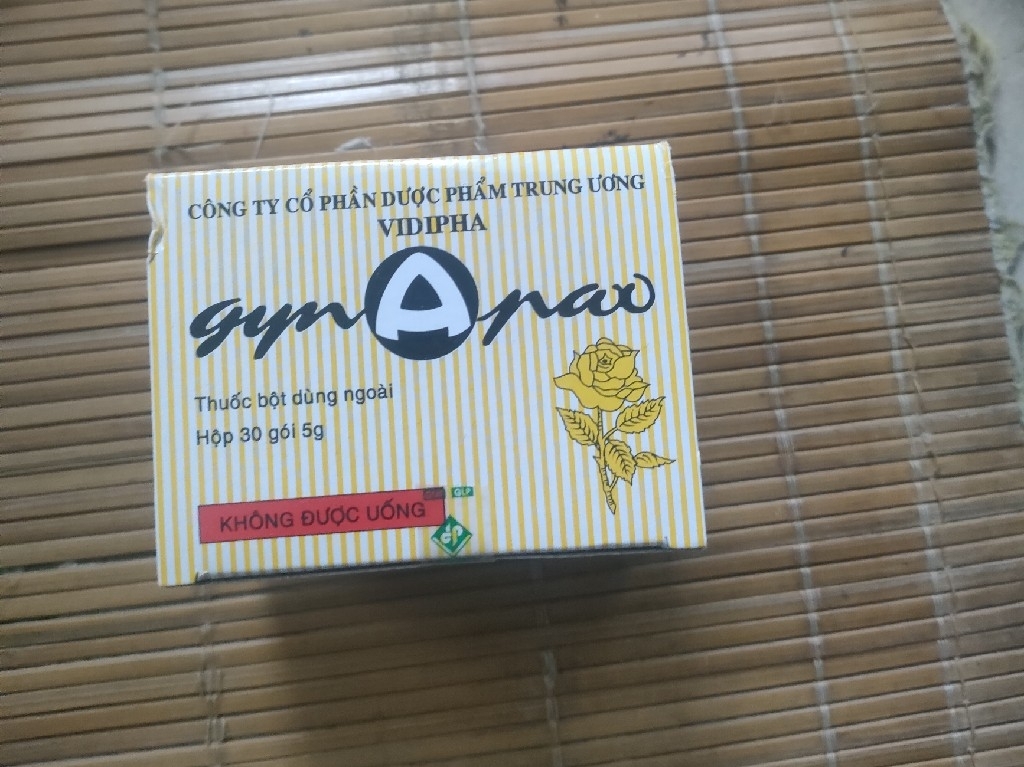 CÔNG TY CỔ PHẦN DƯỢC PHẨM TRUNG ƯƠNG
VIDIPHA
gynApax
Thuốc bột dùng ngoài
Hộp 30 gói 5g
KHÔNG ĐƯỢC UỐNG